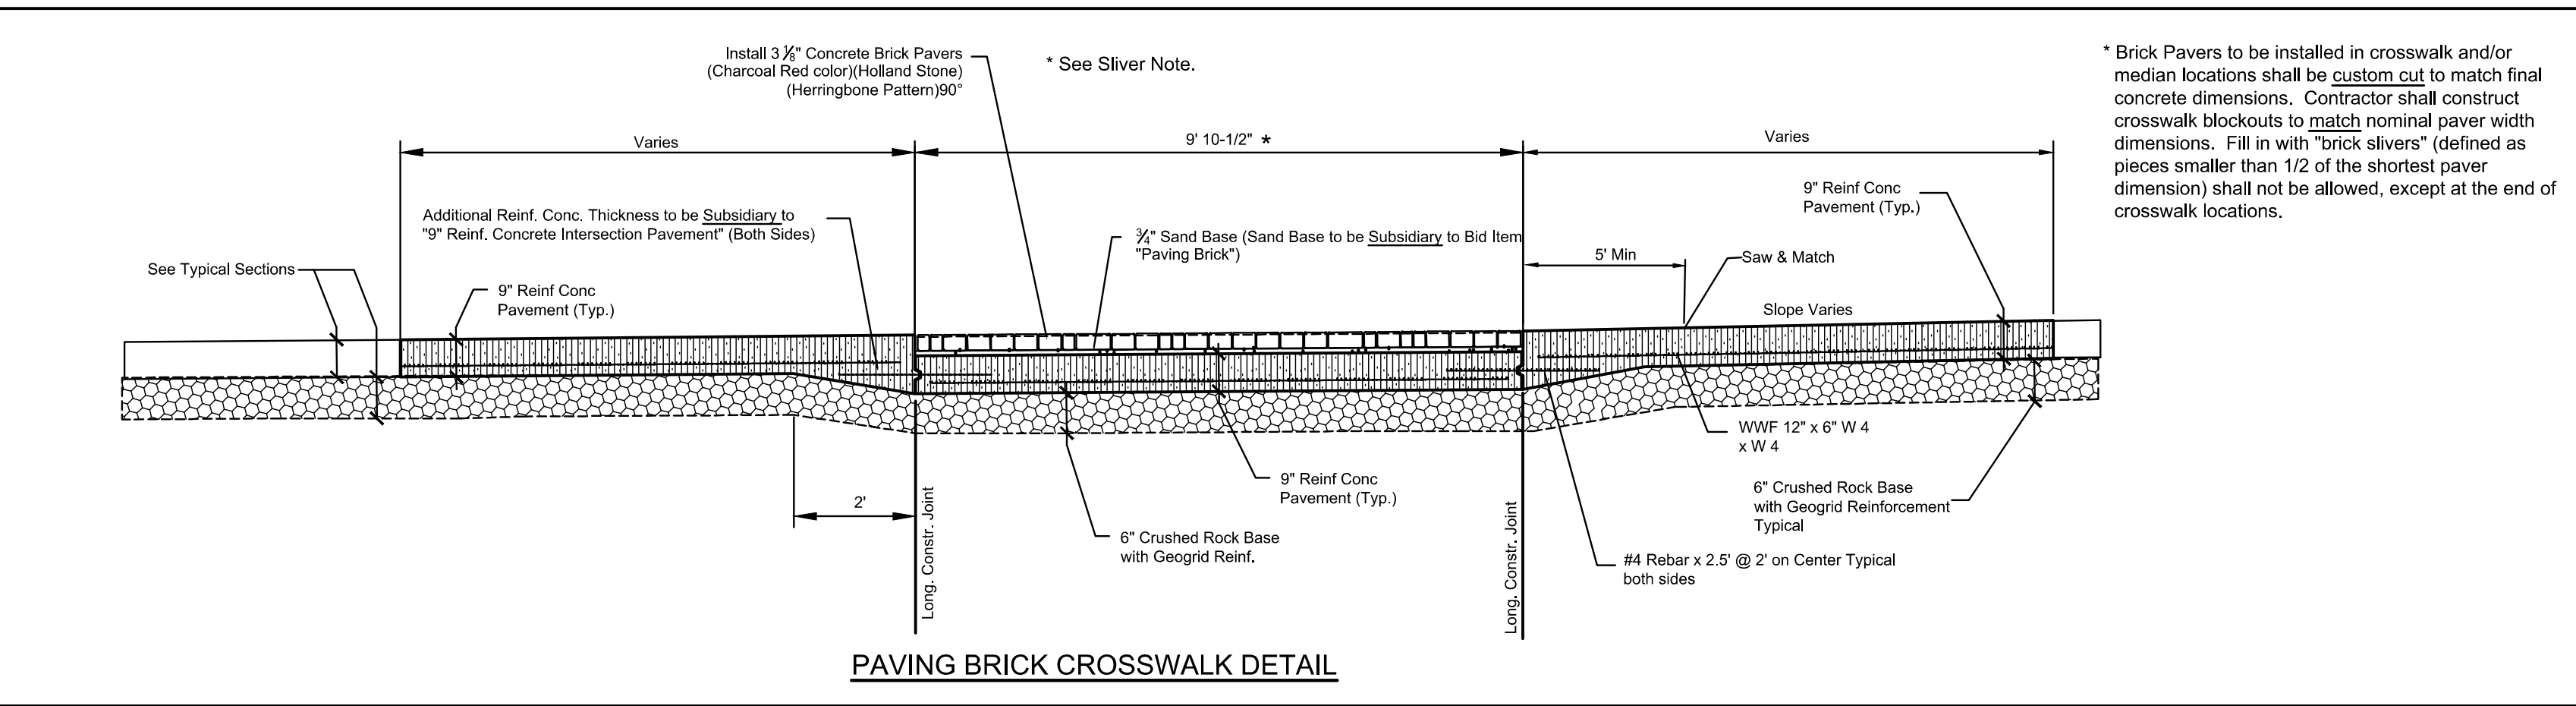 Install 3 1/8" Concrete Brick Pavers
(Charcoal Red color)(Holland Stone)
(Herringbone Pattern)90°
* See Sliver Note.
* Brick Pavers to be installed in crosswalk and/or
median locations shall be custom cut to match final
concrete dimensions. Contractor shall construct
crosswalk blockouts to match nominal paver width
dimensions. Fill in with "brick slivers" (defined as
pieces smaller than 1/2 of the shortest paver
dimension) shall not be allowed, except at the end of
crosswalk locations.
Varies
9' 10-1/2" *
Varies
9" Reinf Conc
Pavement (Typ.)
Additional Reinf. Conc. Thickness to be Subsidiary to
"9" Reinf. Concrete Intersection Pavement" (Both Sides)
3/4" Sand Base (Sand Base to be Subsidiary to Bid Item
"Paving Brick")
5' Min
Saw & Match
See Typical Sections
9" Reinf Conc
Pavement (Typ.)
Slope Varies
WWF 12" x 6" W 4
x W 4
9" Reinf Conc
Pavement (Typ.)
6" Crushed Rock Base
with Geogrid Reinforcement
Typical
2'
Long. Constr. Joint
Long. Constr. Joint
6" Crushed Rock Base
with Geogrid Reinf.
#4 Rebar x 2.5' @ 2' on Center Typical
both sides
PAVING BRICK CROSSWALK DETAIL